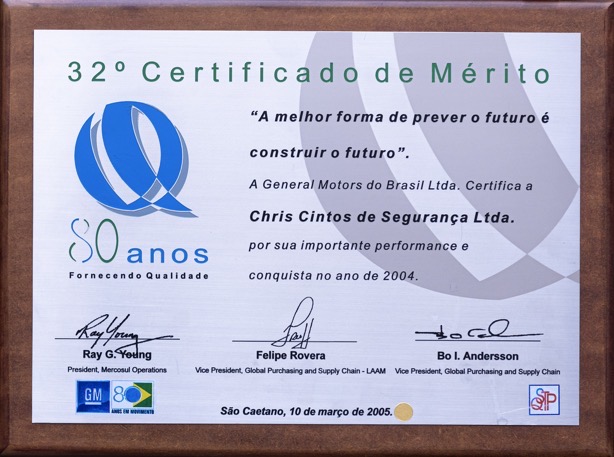 32º Certificado de Mérito
“A melhor forma de prever o futuro é
construir o futuro”.
A General Motors do Brasil Ltda. Certifica a
Chris Cintos de Segurança Ltda.
por sua importante performance e
conquista no ano de 2004.
80 anos
Fornecendo Qualidade
Ray G. Young
President, Mercosul Operations
Felipe Rovera
Vice President, Global Purchasing and Supply Chain - LAAM
Bo I. Andersson
Vice President, Global Purchasing and Supply Chain
GM
80
ANOS EM MOVIMENTO
São Caetano, 10 de março de 2005.